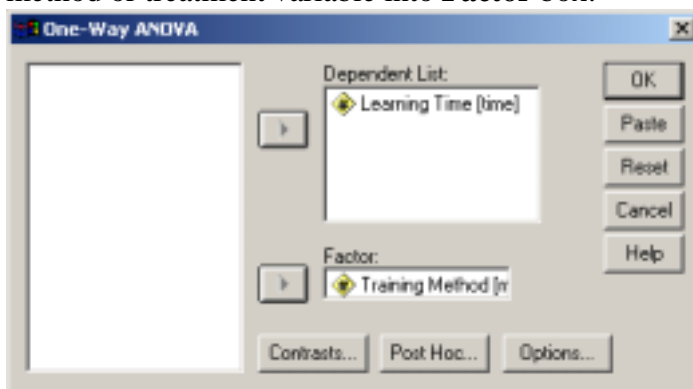 method or treatment variable into Factor box.
One-Way ANOVA
Dependent List:
Learning Time [time]
OK
Paste
Reset
Cancel
Help
Factor:
Training Method [m
Contrasts...
Post Hoc...
Options...